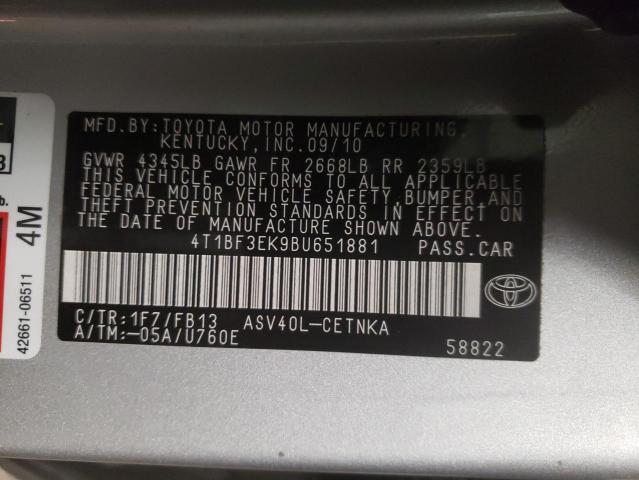 MFD.BY:TOYOTA MOTOR MANUFACTURING,
KENTUCKY, INC.09/10
GVWR 4345LB GAWR FR 2668LB RR 2359LB
THIS VEHICLE CONFORMS TO ALL APPLICABLE
FEDERAL MOTOR VEHICLE SAFETY,BUMPER,AND
THEFT PREVENTION STANDARDS IN EFFECT ON
THE DATE OF MANUFACTURE SHOWN ABOVE.
4T1BF3EK9BU651881 PASS.CAR
C/TR:1F7/FB13 ASV40L-CETNKA
A/TM:-05A/U760E
58822
4M
42661-06511